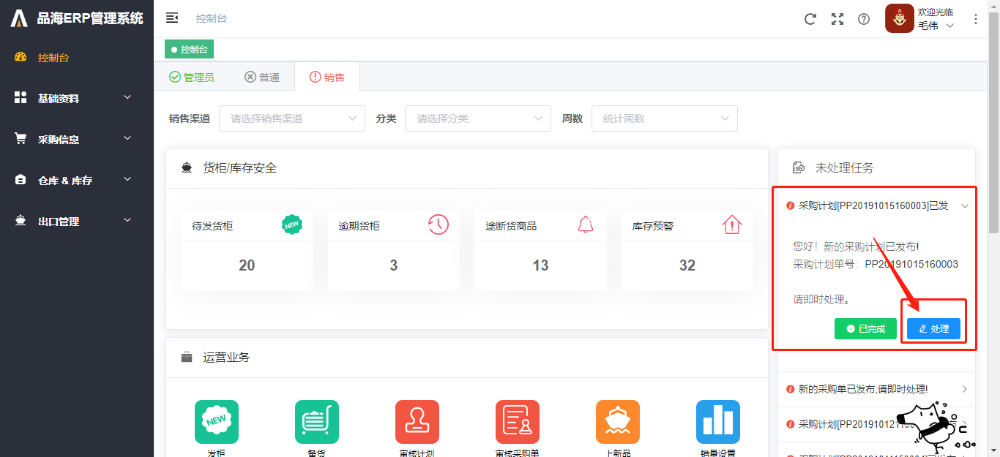 品海ERP管理系统
控制台
基础资料
采购信息
仓库 & 库存
出口管理
控制台
欢迎光临
毛伟
控制台
管理员
普通
销售
销售渠道
请选择销售渠道
分类
请选择分类
周数
统计周数
货柜/库存安全
待发货柜
NEW
20
逾期货柜
3
途断货商品
13
库存预警
32
运营业务
NEW
发柜
备货
审核计划
审核采购单
上新品
销量设置
未处理任务
采购计划[PP20191015160003]已发
您好！新的采购计划已发布!
采购计划单号：PP20191015160003
请即时处理。
已完成
处理
新的采购单已发布,请即时处理!